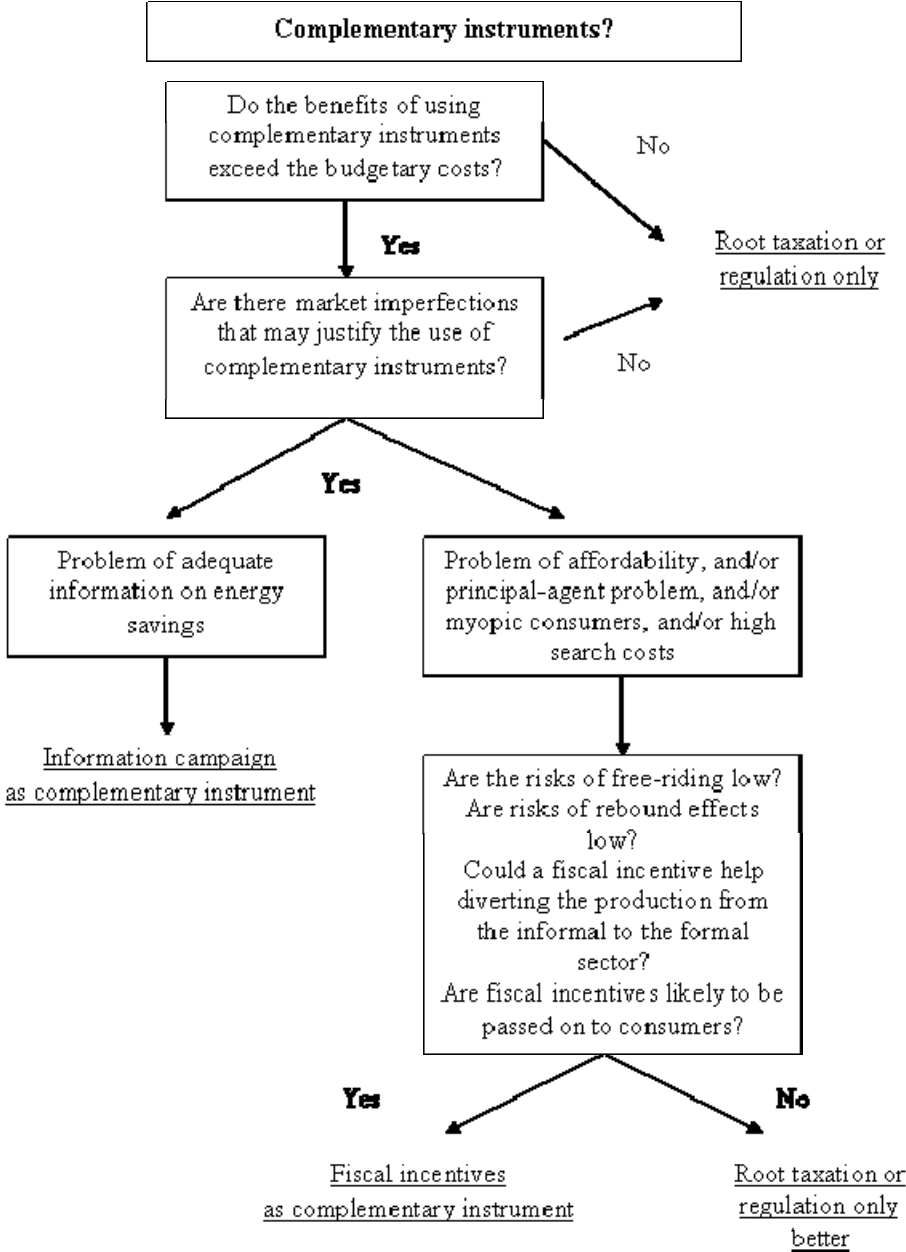 Complementary instruments?
Do the benefits of using
complementary instruments
exceed the budgetary costs?
No
Yes
Root taxation or
regulation only
Are there market imperfections
that may justify the use of
complementary instruments?
No
Yes
Problem of adequate
information on energy
savings
Problem of affordability, and/or
principal-agent problem, and/or
myopic consumers, and/or high
search costs
Information campaign
as complementary instrument
Are the risks of free-riding low?
Are risks of rebound effects
low?
Could a fiscal incentive help
diverting the production from
the informal to the formal
sector?
Are fiscal incentives likely to be
passed on to consumers?
Yes
No
Fiscal incentives
as complementary instrument
Root taxation or
regulation only
better